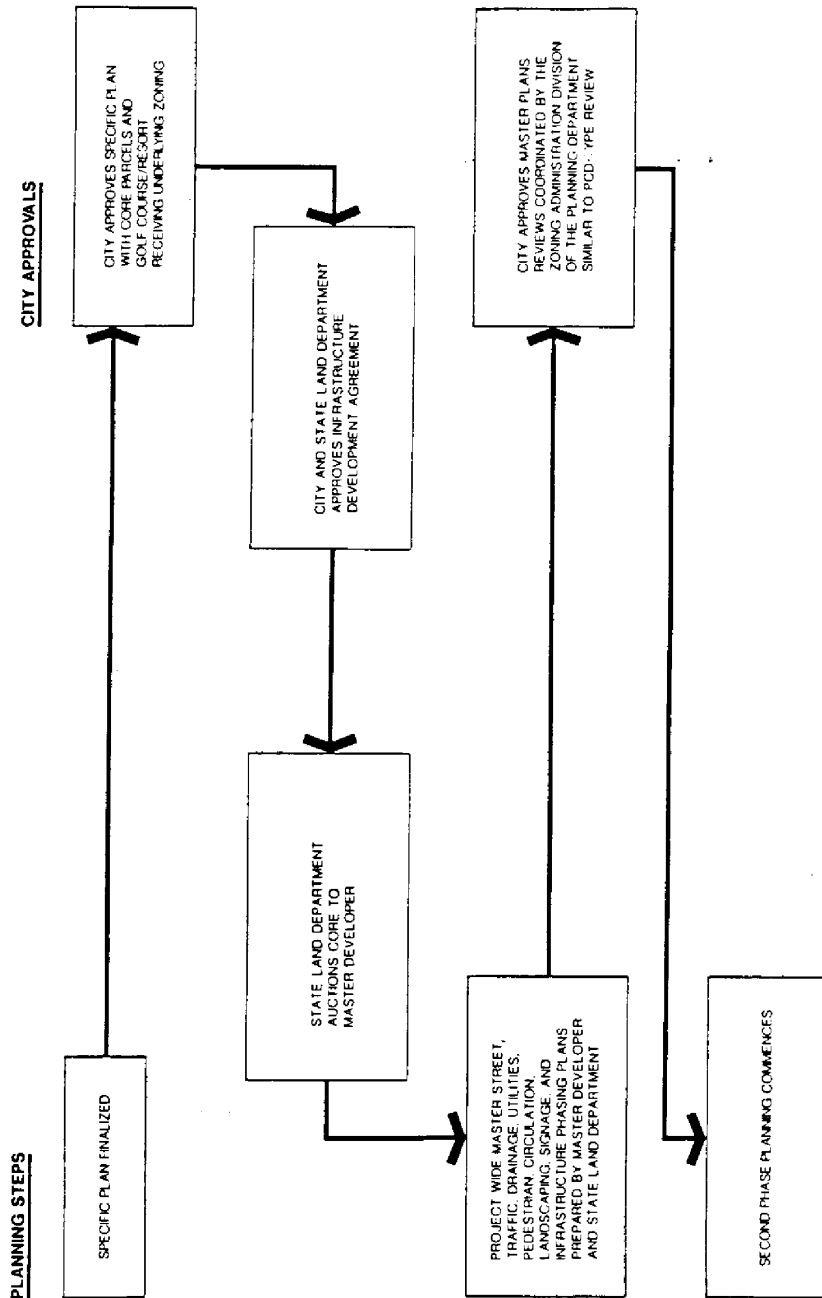 PLANNING STEPS
CITY APPROVALS
SPECIFIC PLAN FINALIZED
CITY APPROVES SPECIFIC PLAN
WITH CORE PARCELS AND
GOLF COURSE/RESORT
RECEIVING UNDERLYING ZONING
STATE LAND DEPARTMENT
AUCTIONS CORE TO
MASTER DEVELOPER
CITY AND STATE LAND DEPARTMENT
APPROVES INFRASTRUCTURE
DEVELOPMENT AGREEMENT
PROJECT WIDE MASTER STREET,
TRAFFIC, DRAINAGE, UTILITIES,
PEDESTRIAN, CIRCULATION,
LANDSCAPING, SIGNAGE, AND
INFRASTRUCTURE PHASING PLANS
PREPARED BY MASTER DEVELOPER
AND STATE LAND DEPARTMENT
CITY APPROVES MASTER PLANS
REVIEWS COORDINATED BY THE
ZONING ADMINISTRATION DIVISION
OF THE PLANNING DEPARTMENT
SIMILAR TO PCD-TYPE REVIEW
SECOND PHASE PLANNING COMMENCES